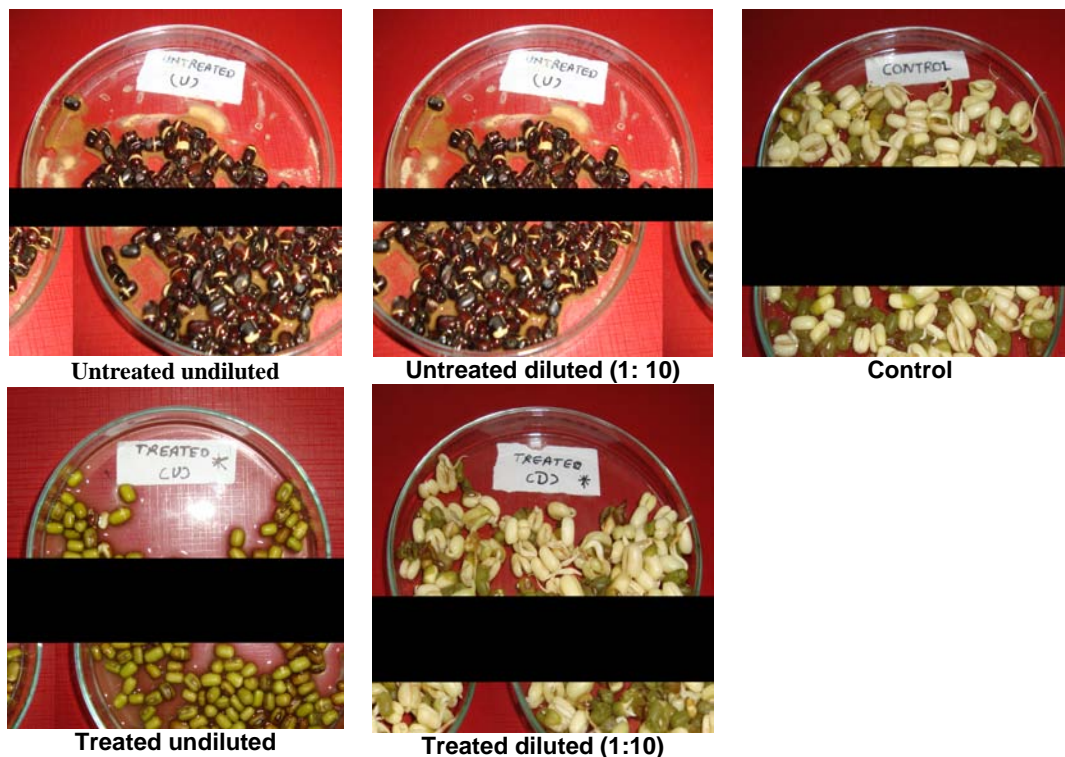 UNTREATED
(U)
UNTREATED
(U)
CONTROL
Untreated undiluted
Untreated diluted (1: 10)
Control
TREATED *
(U)
TREATED
(D) *
Treated undiluted
Treated diluted (1:10)